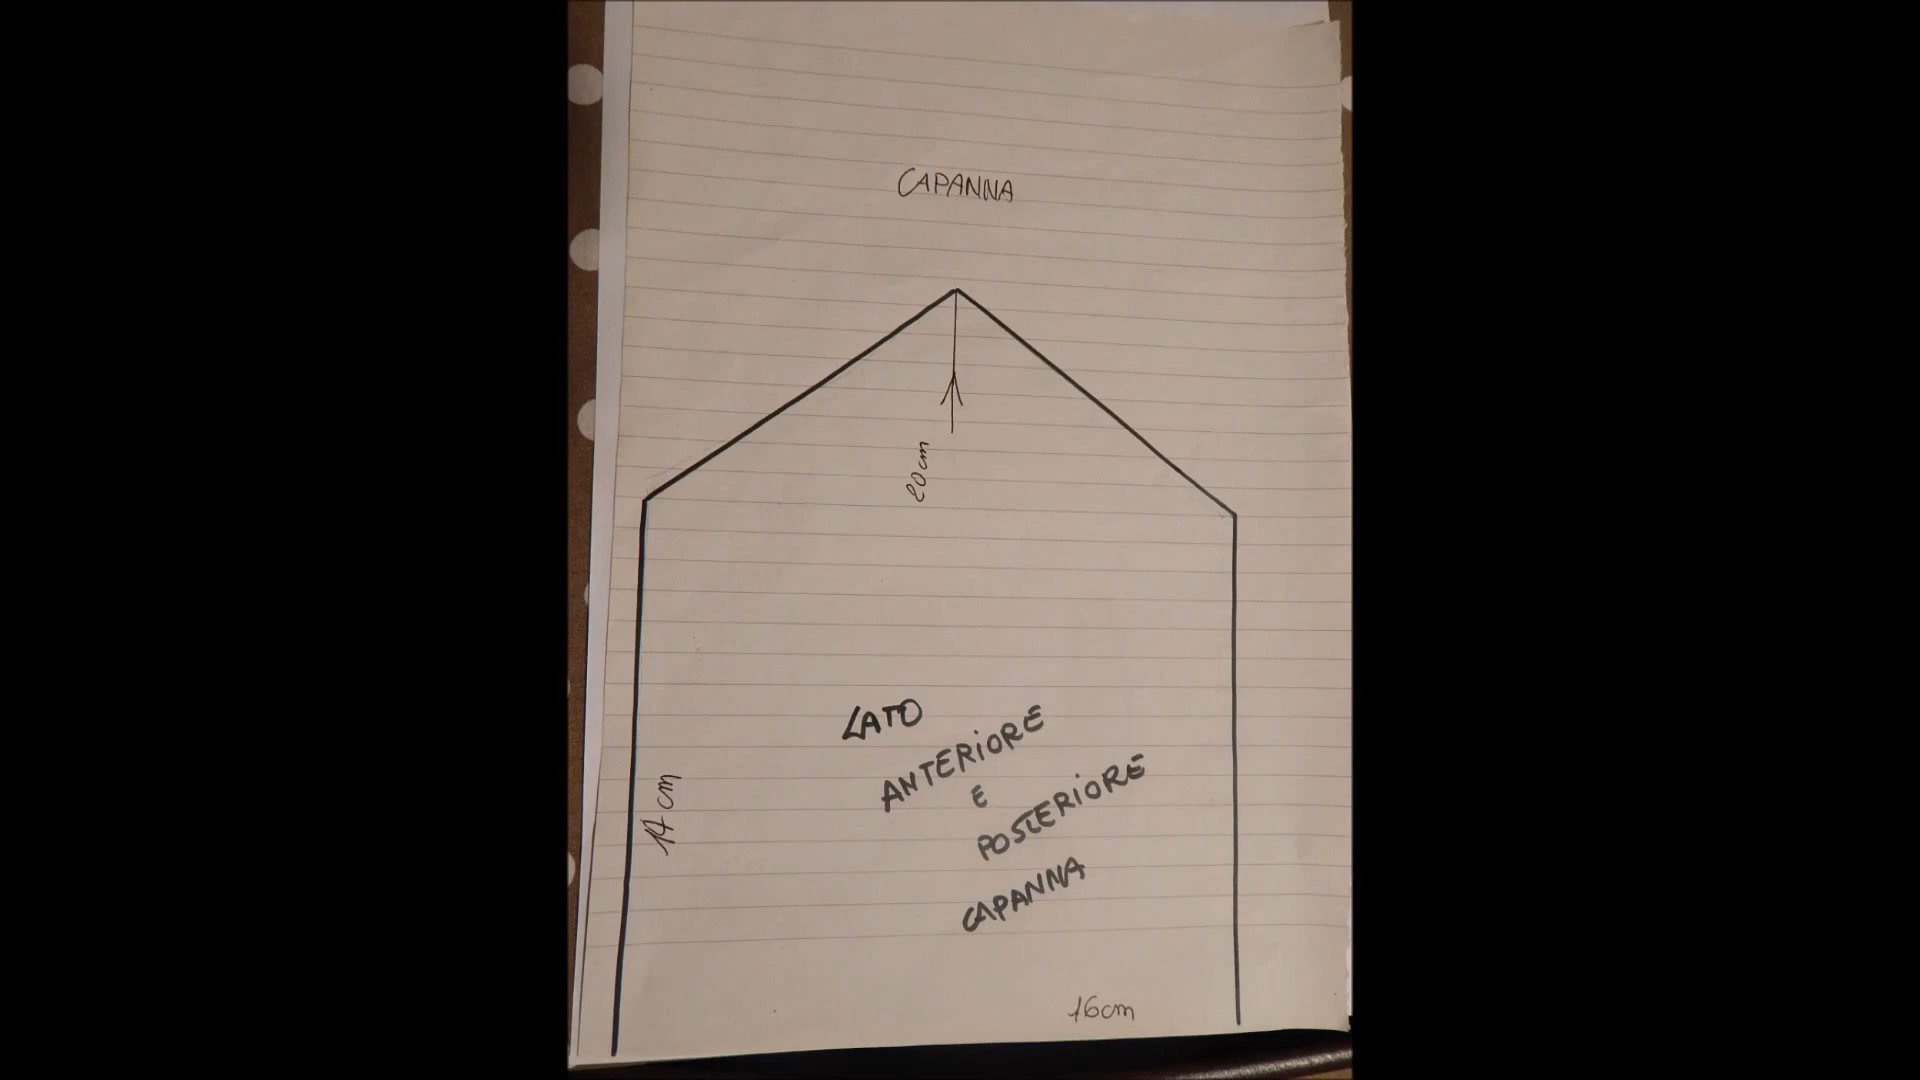 CAPANNA
20cm
LATO
ANTERIORE
E
POSTERIORE
CAPANNA
14cm
16cm